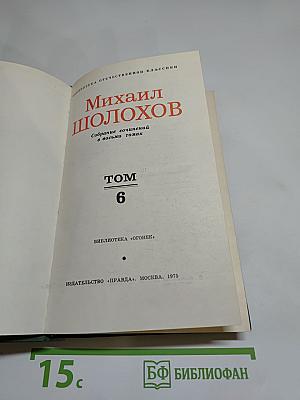 БИБЛИОТЕКА ОТЕЧЕСТВЕННОЙ КЛАССИКИ
Михаил
ШОЛОХОВ
Собрание сочинений
в восьми томах
ТОМ
6
БИБЛИОТЕКА «ОГОНЕК»
ИЗДАТЕЛЬСТВО «ПРАВДА». МОСКВА. 1975
15 с
БФ БИБЛИОФАН